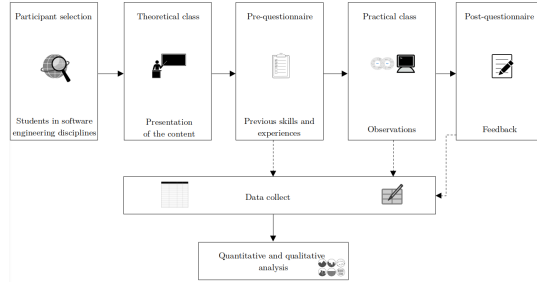 Participant selection
Theoretical class
Pre-questionnaire
Practical class
Post-questionnaire
Students in software
engineering disciplines
Presentation
of the content
Previous skills and
experiences
Observations
Feedback
Data collect
Quantitative and qualitative
analysis